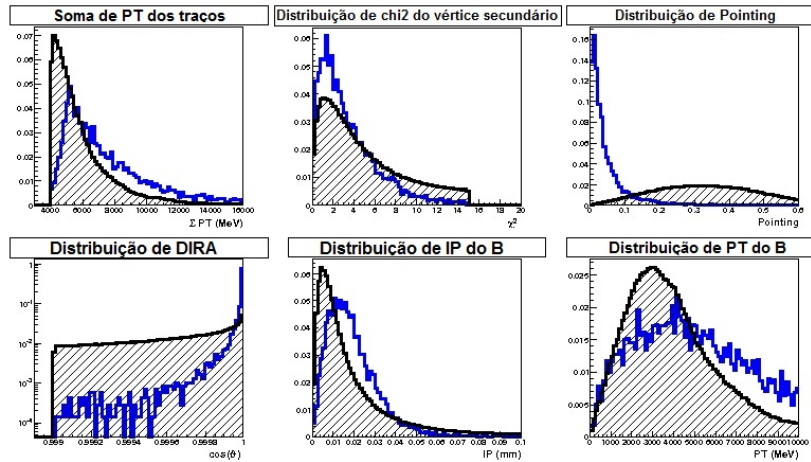 Soma de PT dos traços
0.07
0.06
0.05
0.04
0.03
0.02
0.01
0
4000 6000 8000 10000 12000 14000 16000
Σ PT (MeV)
Distribuição de chi2 do vértice secundário
0.06
0.05
0.04
0.03
0.02
0.01
0
0 2 4 6 8 10 12 14 16 18 20
χ²
Distribuição de Pointing
0.16
0.14
0.12
0.10
0.08
0.06
0.04
0.02
0
0 0.1 0.2 0.3 0.4 0.5 0.6
Pointing
Distribuição de DIRA
1
10⁻¹
10⁻²
10⁻³
10⁻⁴
0.999 0.9992 0.9994 0.9996 0.9998 1
cos(θ)
Distribuição de IP do B
0.06
0.05
0.04
0.03
0.02
0.01
0
0 0.01 0.02 0.03 0.04 0.05 0.06 0.07 0.08 0.09 0.1
IP (mm)
Distribuição de PT do B
0.025
0.020
0.015
0.010
0.005
0
0 1000 2000 3000 4000 5000 6000 7000 8000 9000 10000
PT (MeV)